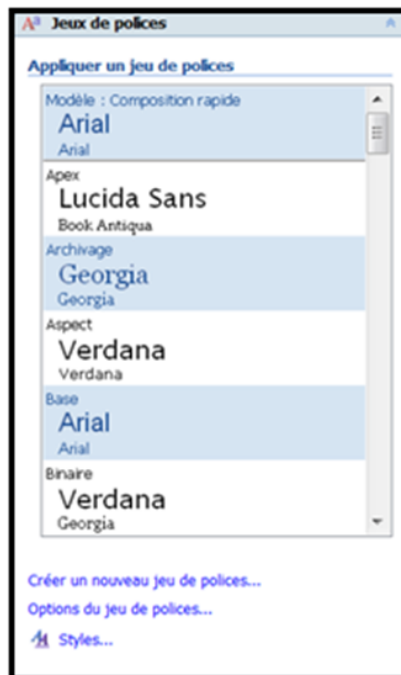 Jeux de polices
Appliquer un jeu de polices
Modèle : Composition rapide
Arial
Arial
Apex
Lucida Sans
Book Antiqua
Archivage
Georgia
Georgia
Aspect
Verdana
Verdana
Base
Arial
Arial
Binaire
Verdana
Georgia
Créer un nouveau jeu de polices...
Options du jeu de polices...
Styles...